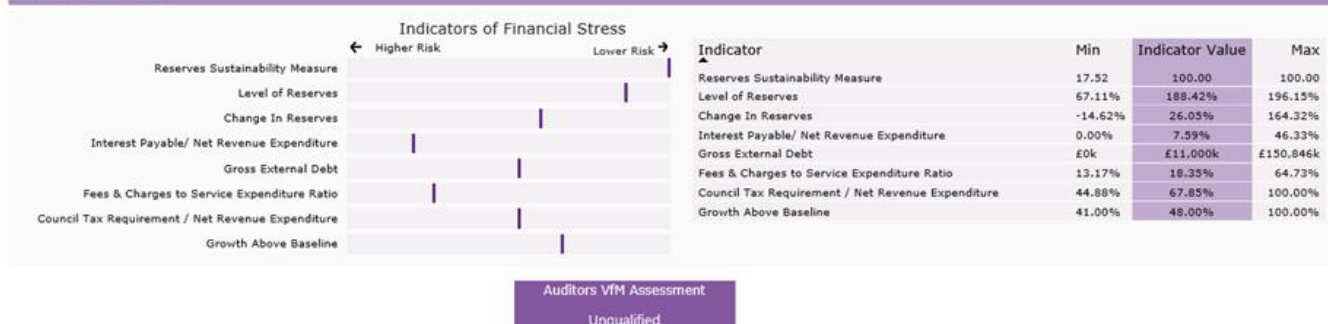 Indicators of Financial Stress
← Higher Risk Lower Risk →
Reserves Sustainability Measure
Level of Reserves
Change In Reserves
Interest Payable/ Net Revenue Expenditure
Gross External Debt
Fees & Charges to Service Expenditure Ratio
Council Tax Requirement / Net Revenue Expenditure
Growth Above Baseline
Indicator Min Indicator Value Max
Reserves Sustainability Measure 17.52 100.00 100.00
Level of Reserves 67.11% 188.42% 196.15%
Change In Reserves -14.62% 26.05% 164.32%
Interest Payable/ Net Revenue Expenditure 0.00% 7.59% 46.33%
Gross External Debt £0k £11,000k £150,846k
Fees & Charges to Service Expenditure Ratio 13.17% 18.35% 64.73%
Council Tax Requirement / Net Revenue Expenditure 44.88% 67.85% 100.00%
Growth Above Baseline 41.00% 48.00% 100.00%
Auditors VfM Assessment
Unqualified